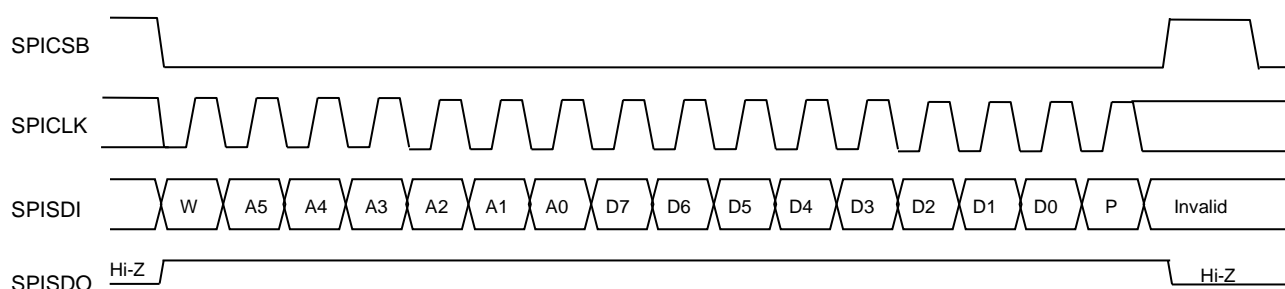 SPICSB
SPICLK
SPISDI W A5 A4 A3 A2 A1 A0 D7 D6 D5 D4 D3 D2 D1 D0 P Invalid
Hi-Z Hi-Z
SPISDO